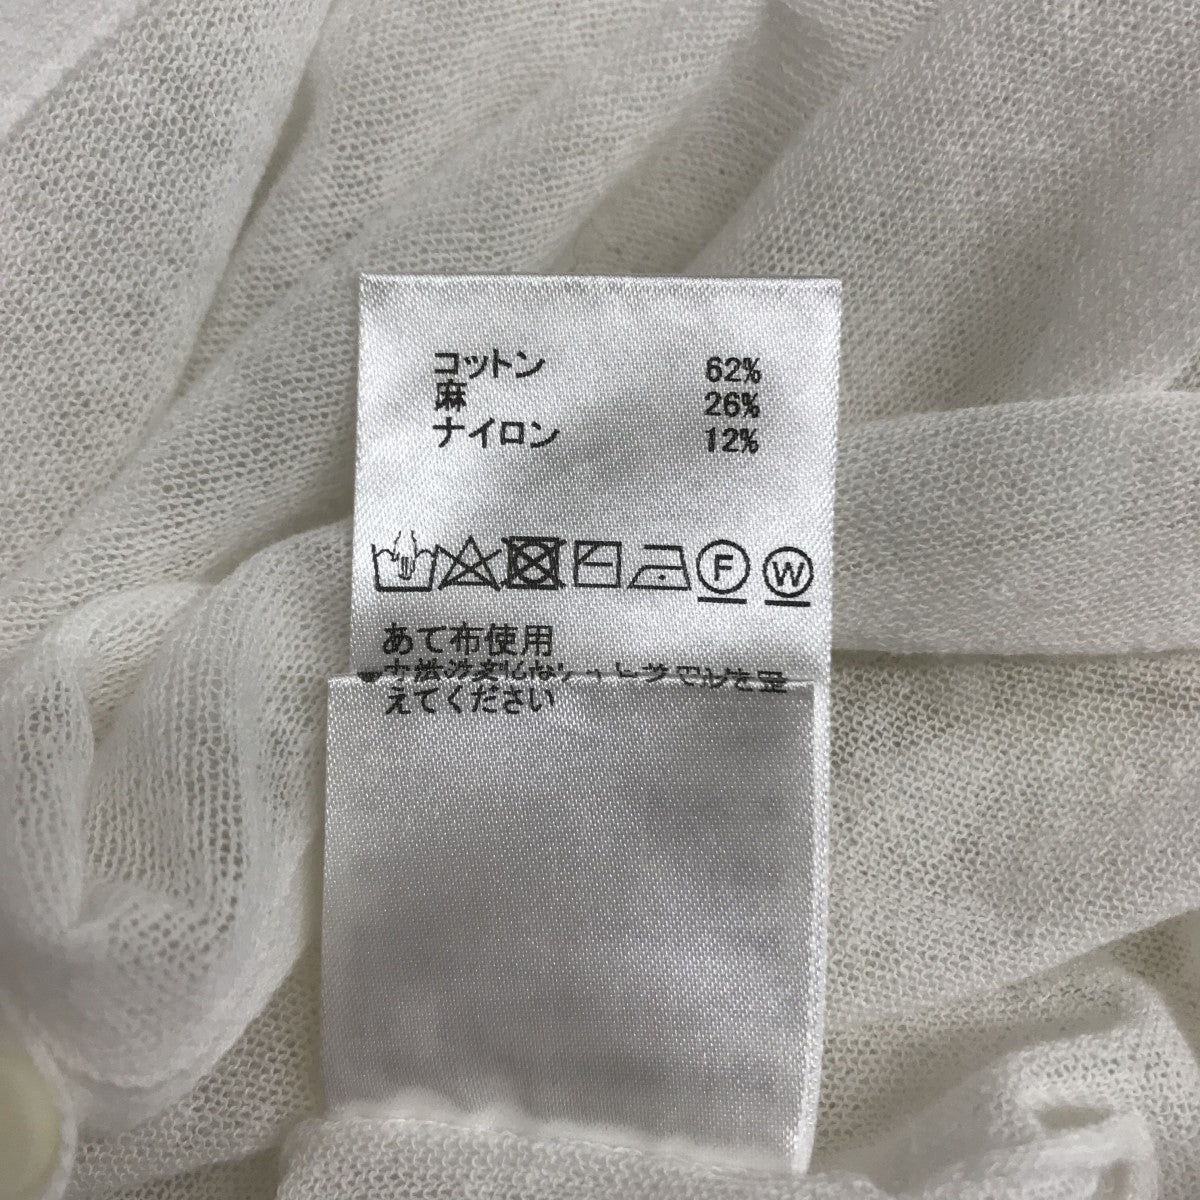 コットン 62%
麻 26%
ナイロン 12%
F W
あて布使用
えてください